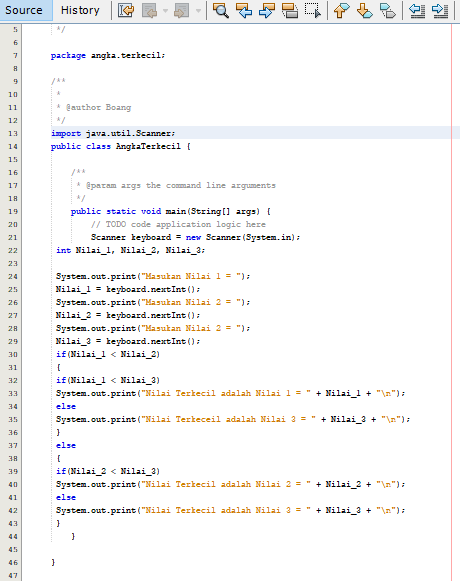 Source History
5 */
6
7 package angka.terkecil;
8
9 /**
10 *
11 * @author Boang
12 */
13 import java.util.Scanner;
14 public class AngkaTerkecil {
15
16 /**
17 * @param args the command line arguments
18 */
19 public static void main(String[] args) {
20 // TODO code application logic here
21 Scanner keyboard = new Scanner(System.in);
22 int Nilai_1, Nilai_2, Nilai_3;
23
24 System.out.print("Masukan Nilai 1 = ");
25 Nilai_1 = keyboard.nextInt();
26 System.out.print("Masukan Nilai 2 = ");
27 Nilai_2 = keyboard.nextInt();
28 System.out.print("Masukan Nilai 2 = ");
29 Nilai_3 = keyboard.nextInt();
30 if(Nilai_1 < Nilai_2)
31 {
32 if(Nilai_1 < Nilai_3)
33 System.out.print("Nilai Terkecil adalah Nilai 1 = " + Nilai_1 + "\n");
34 else
35 System.out.print("Nilai Terkeceil adalah Nilai 3 = " + Nilai_3 + "\n");
36 }
37 else
38 {
39 if(Nilai_2 < Nilai_3)
40 System.out.print("Nilai Terkecil adalah Nilai 2 = " + Nilai_2 + "\n");
41 else
42 System.out.print("Nilai Terkecil adalah Nilai 3 = " + Nilai_3 + "\n");
43 }
44 }
45
46 }
47